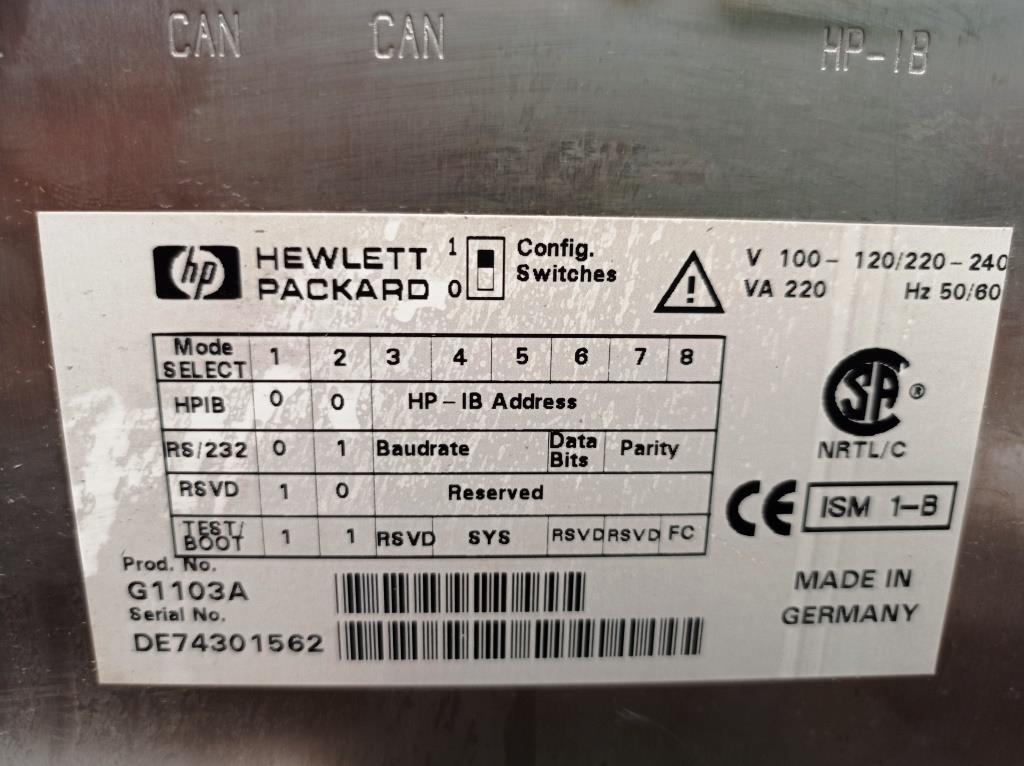 CAN CAN HP-IB
hp HEWLETT PACKARD
1 0 Config. Switches
V 100- 120/220-240
VA 220 Hz 50/60
Mode SELECT 1 2 3 4 5 6 7 8
HPIB 0 0 HP-IB Address
RS/232 0 1 Baudrate Data Bits Parity
RSVD 1 0 Reserved
TEST/ BOOT 1 1 RSVD SYS RSVD RSVD FC
SA ®
NRTL/C
CE ISM 1-B
Prod. No.
G1103A
Serial No.
DE74301562
MADE IN
GERMANY